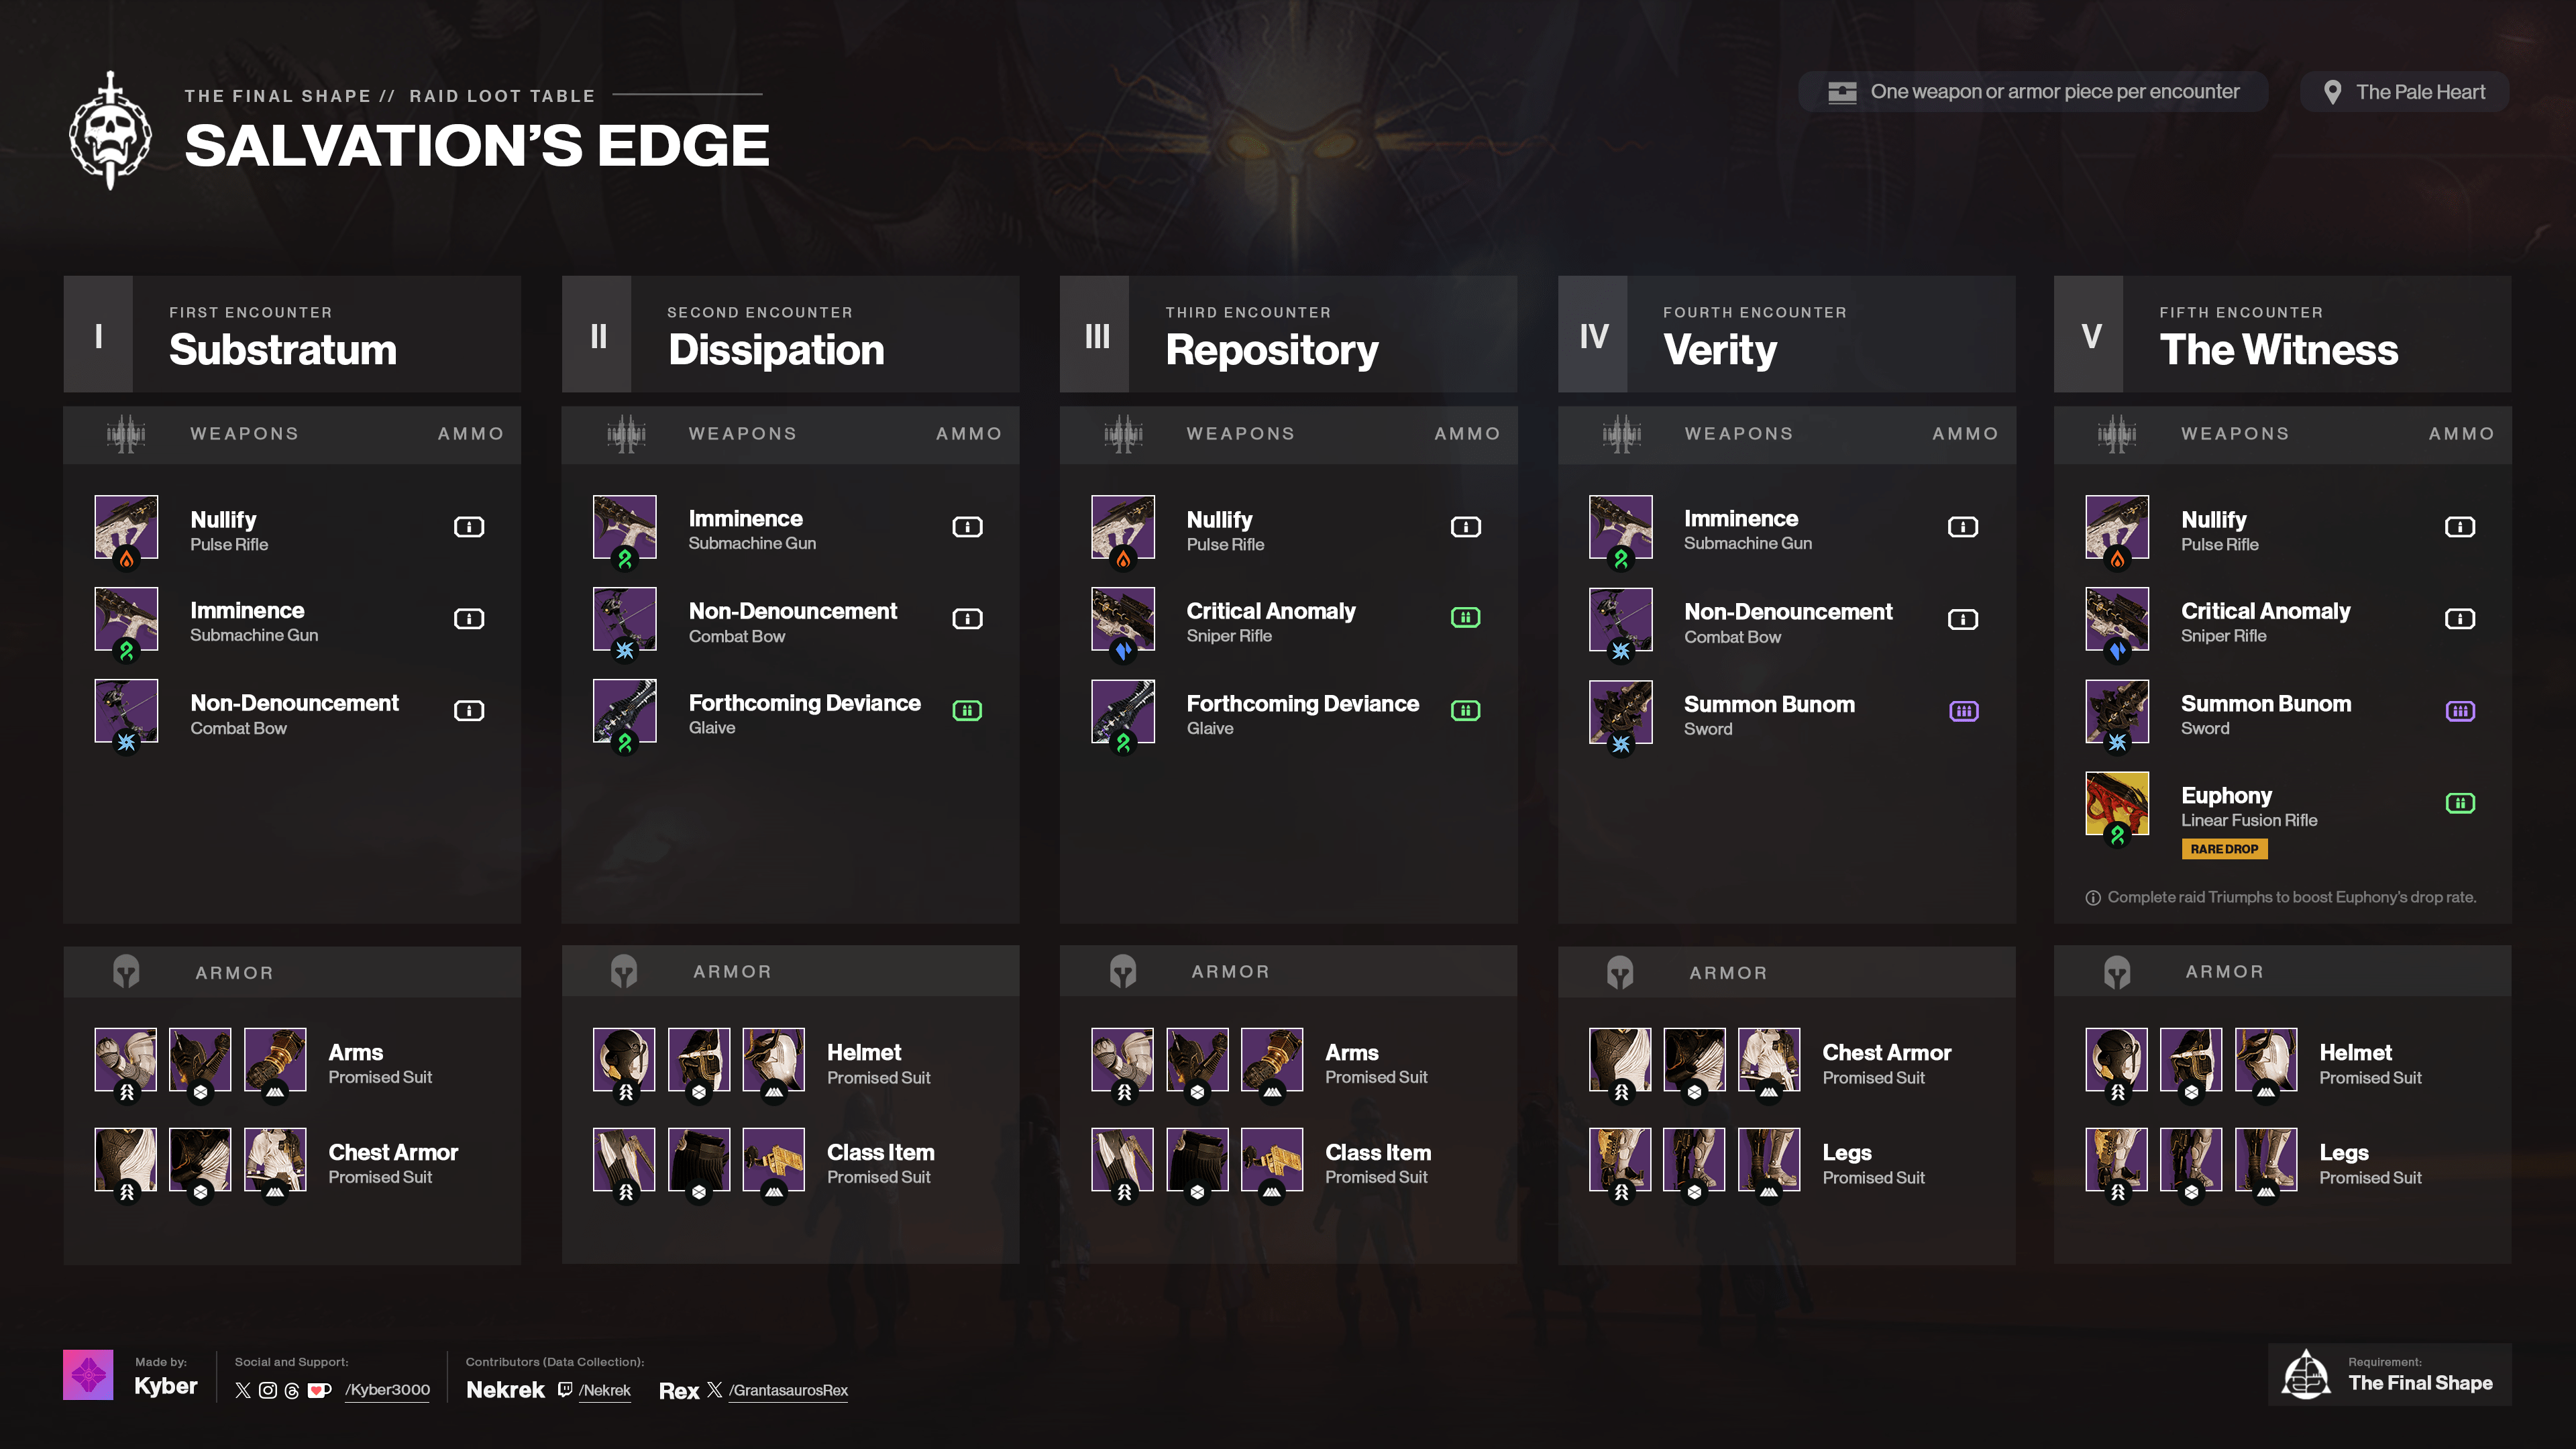 THE FINAL SHAPE // RAID LOOT TABLE
SALVATION'S EDGE
One weapon or armor piece per encounter
The Pale Heart
I
FIRST ENCOUNTER
Substratum
WEAPONS AMMO
Nullify
Pulse Rifle
Imminence
Submachine Gun
Non-Denouncement
Combat Bow
ARMOR
Arms
Promised Suit
Chest Armor
Promised Suit
II
SECOND ENCOUNTER
Dissipation
WEAPONS AMMO
Imminence
Submachine Gun
Non-Denouncement
Combat Bow
Forthcoming Deviance
Glaive
ARMOR
Helmet
Promised Suit
Class Item
Promised Suit
III
THIRD ENCOUNTER
Repository
WEAPONS AMMO
Nullify
Pulse Rifle
Critical Anomaly
Sniper Rifle
Forthcoming Deviance
Glaive
ARMOR
Arms
Promised Suit
Class Item
Promised Suit
IV
FOURTH ENCOUNTER
Verity
WEAPONS AMMO
Imminence
Submachine Gun
Non-Denouncement
Combat Bow
Summon Bunom
Sword
ARMOR
Chest Armor
Promised Suit
Legs
Promised Suit
V
FIFTH ENCOUNTER
The Witness
WEAPONS AMMO
Nullify
Pulse Rifle
Critical Anomaly
Sniper Rifle
Summon Bunom
Sword
Euphony
Linear Fusion Rifle
RARE DROP
Complete raid Triumphs to boost Euphony's drop rate.
ARMOR
Helmet
Promised Suit
Legs
Promised Suit
Made by:
Kyber
Social and Support:
/Kyber3000
Contributors (Data Collection):
Nekrek /Nekrek Rex /GrantasaurosRex
Requirement:
The Final Shape